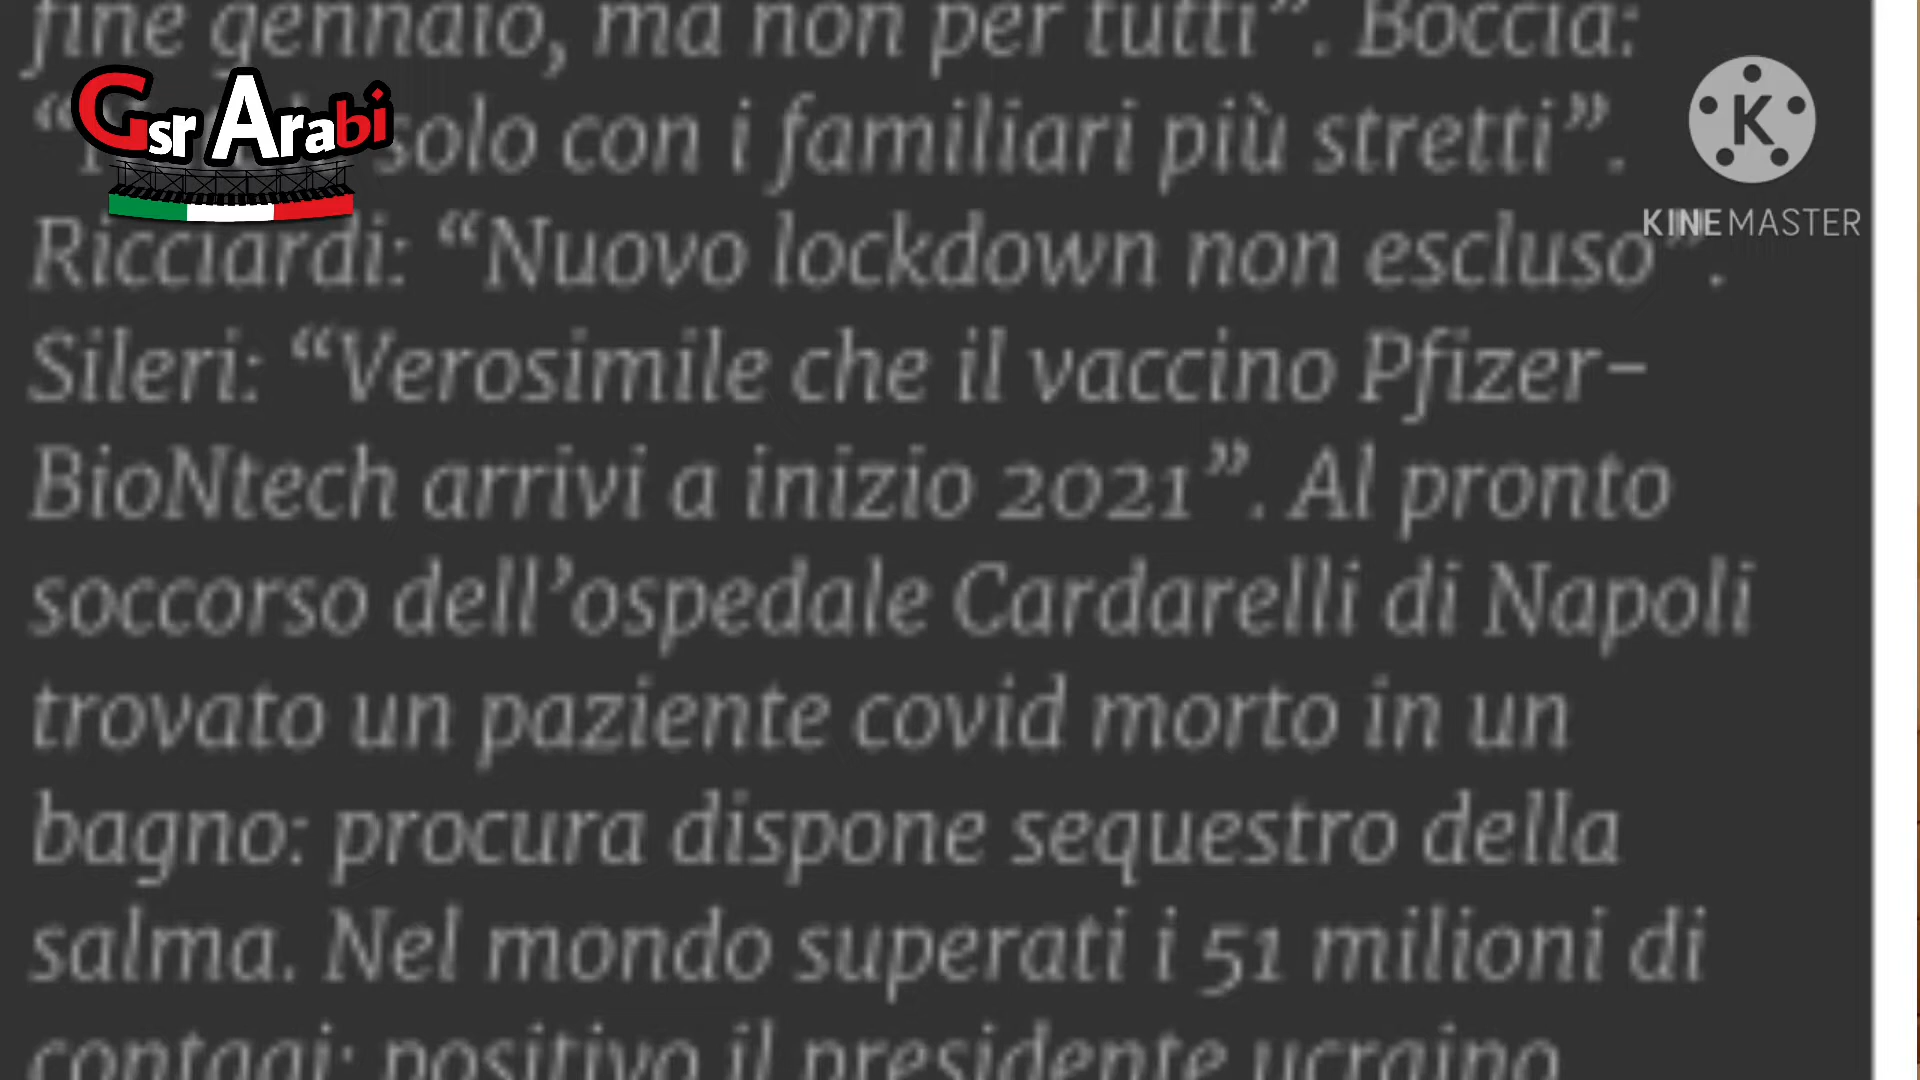 fine gennaio, ma non per tutti”. Boccia:
solo con i familiari più stretti”.
Ricciardi: “Nuovo lockdown non escluso”.
Sileri: “Verosimile che il vaccino Pfizer-
BioNtech arrivi a inizio 2021”. Al pronto
soccorso dell’ospedale Cardarelli di Napoli
trovato un paziente covid morto in un
bagno: procura dispone sequestro della
salma. Nel mondo superati i 51 milioni di
contagi: positivo il presidente ucraino
Gsr Arabi
K
KINEMASTER